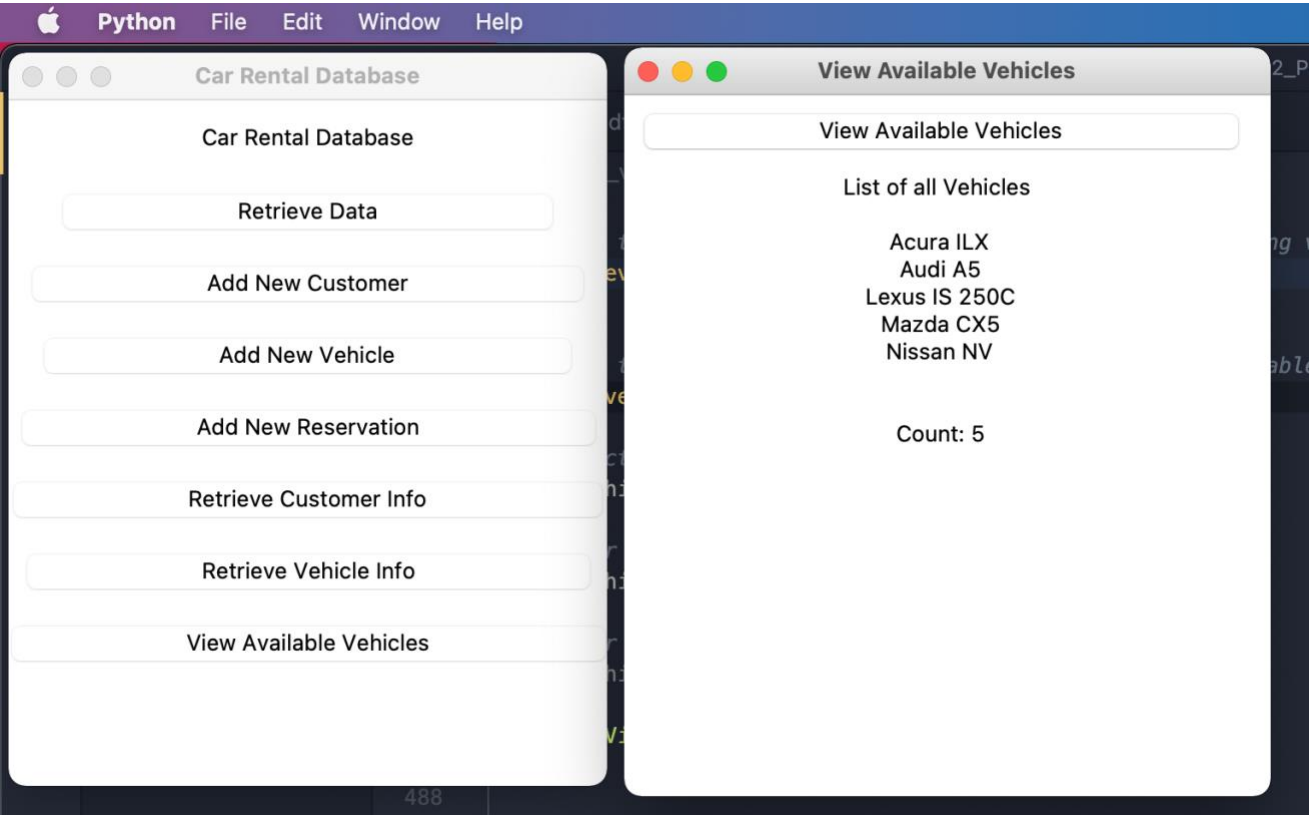 Python File Edit Window Help
Car Rental Database
Car Rental Database
Retrieve Data
Add New Customer
Add New Vehicle
Add New Reservation
Retrieve Customer Info
Retrieve Vehicle Info
View Available Vehicles
View Available Vehicles
View Available Vehicles
List of all Vehicles
Acura ILX
Audi A5
Lexus IS 250C
Mazda CX5
Nissan NV
Count: 5
2_P
488